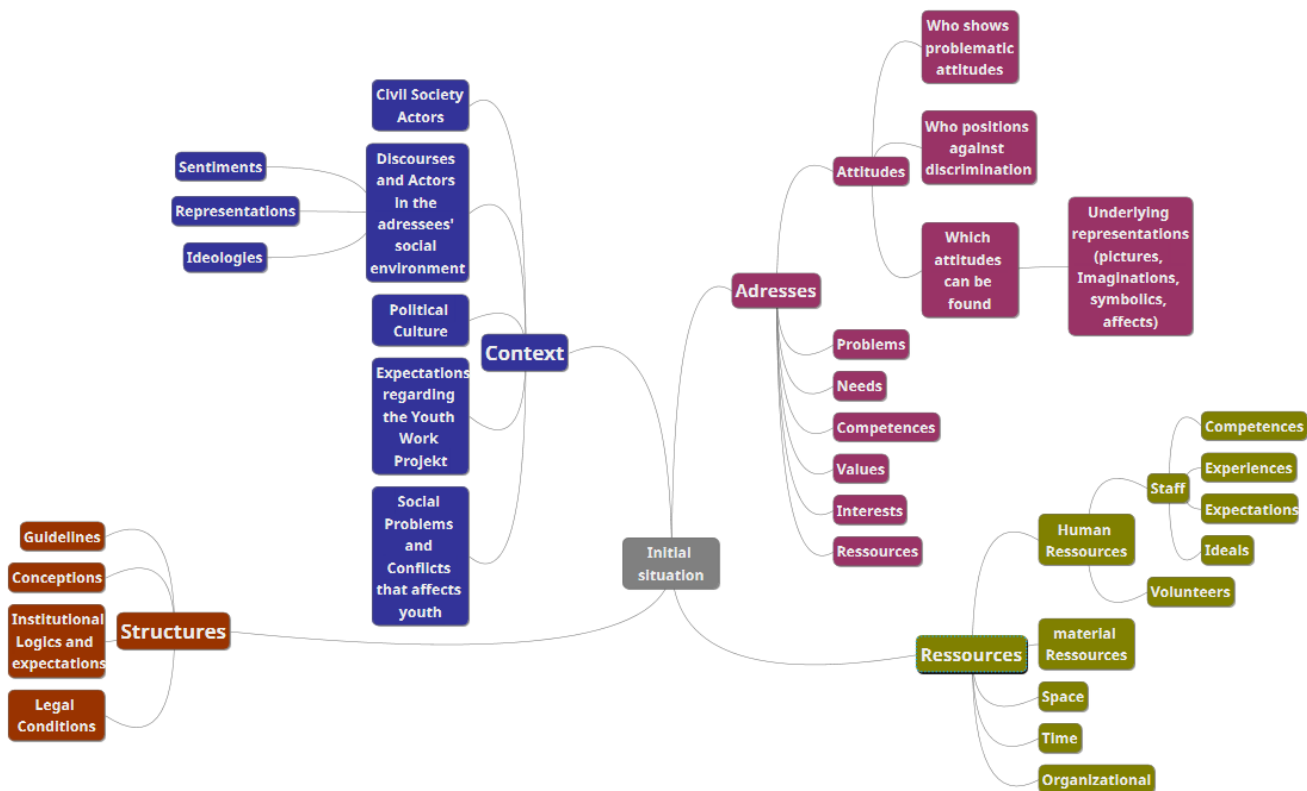 Initial
situation
Context
Civil Society
Actors
Discourses
and Actors
in the
adressees'
social
environment
Sentiments
Representations
Ideologies
Political
Culture
Expectations
regarding
the Youth
Work
Projekt
Social
Problems
and
Conflicts
that affects
youth
Structures
Guidelines
Conceptions
Institutional
Logics and
expectations
Legal
Conditions
Adresses
Attitudes
Who shows
problematic
attitudes
Who positions
against
discrimination
Which
attitudes
can be
found
Underlying
representations
(pictures,
Imaginations,
symbolics,
affects)
Problems
Needs
Competences
Values
Interests
Ressources
Ressources
Human
Ressources
Staff
Competences
Experiences
Expectations
Ideals
Volunteers
material
Ressources
Space
Time
Organizational